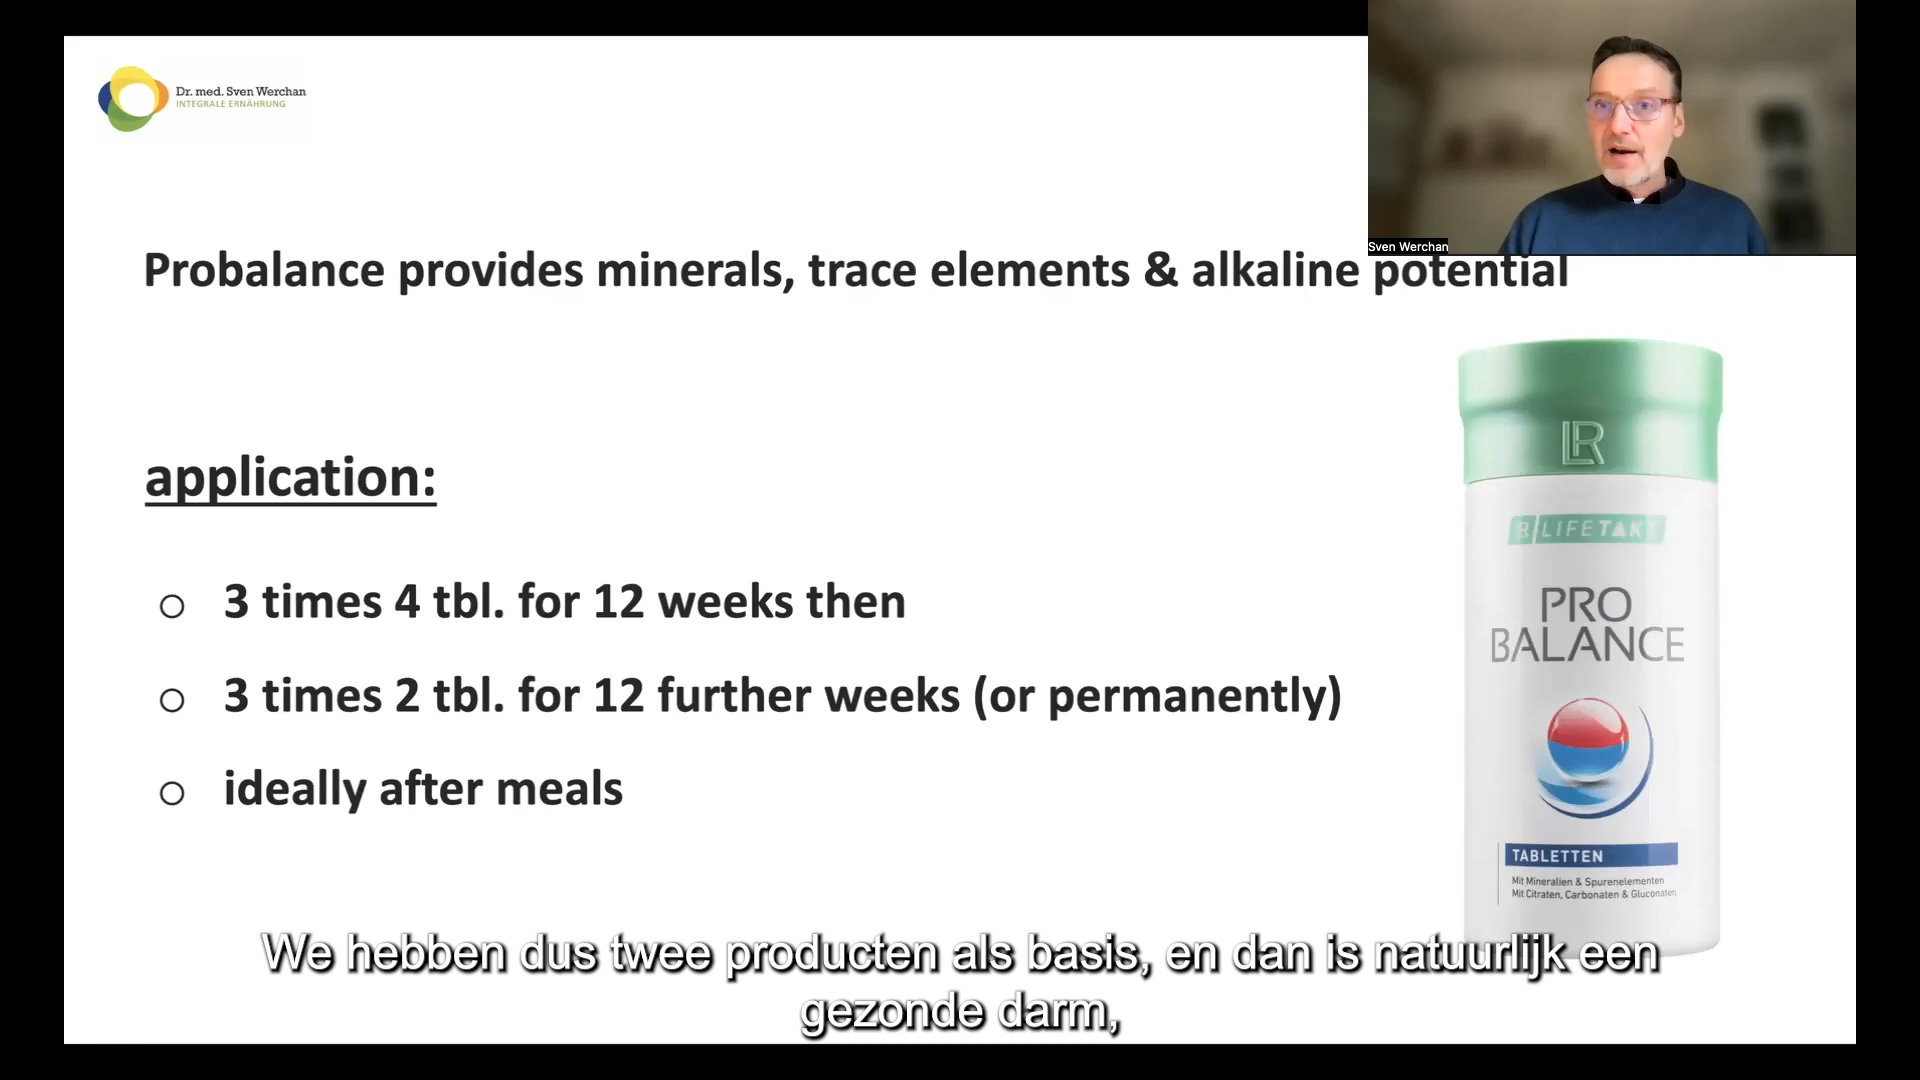 Dr. med. Sven Werchan
INTEGRALE ERNÄHRUNG
Sven Werchan
Probalance provides minerals, trace elements & alkaline potential
application:
○ 3 times 4 tbl. for 12 weeks then
○ 3 times 2 tbl. for 12 further weeks (or permanently)
○ ideally after meals
LR
LIFETAKT
PRO
BALANCE
TABLETTEN
Mit Mineralien & Spurenelementen
Mit Citraten, Carbonaten & Gluconaten
We hebben dus twee producten als basis, en dan is natuurlijk een
gezonde darm,